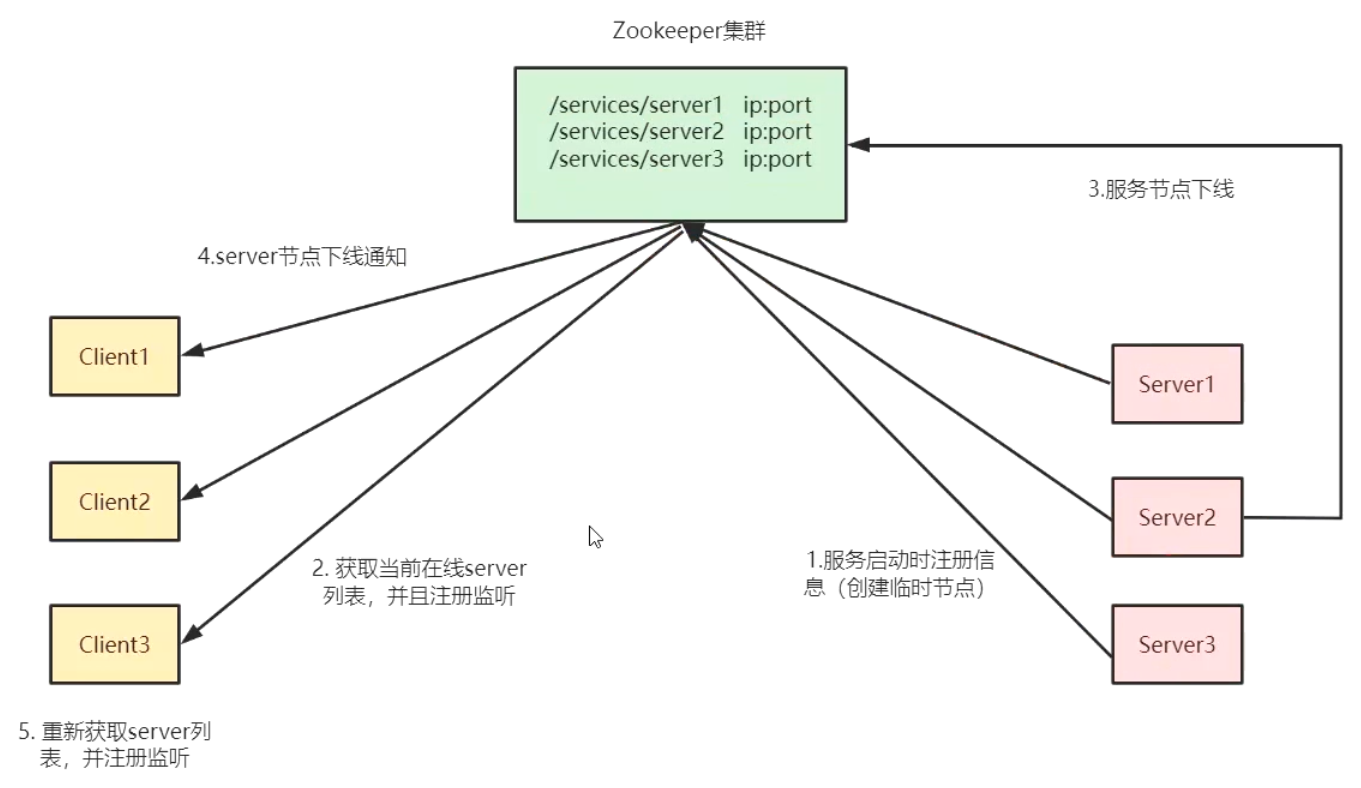 Zookeeper集群
/services/server1 ip:port
/services/server2 ip:port
/services/server3 ip:port
3.服务节点下线
4.server节点下线通知
Client1
Server1
Client2
Server2
2. 获取当前在线server
列表，并且注册监听
1.服务启动时注册信
息（创建临时节点）
Client3
Server3
5. 重新获取server列
表，并注册监听